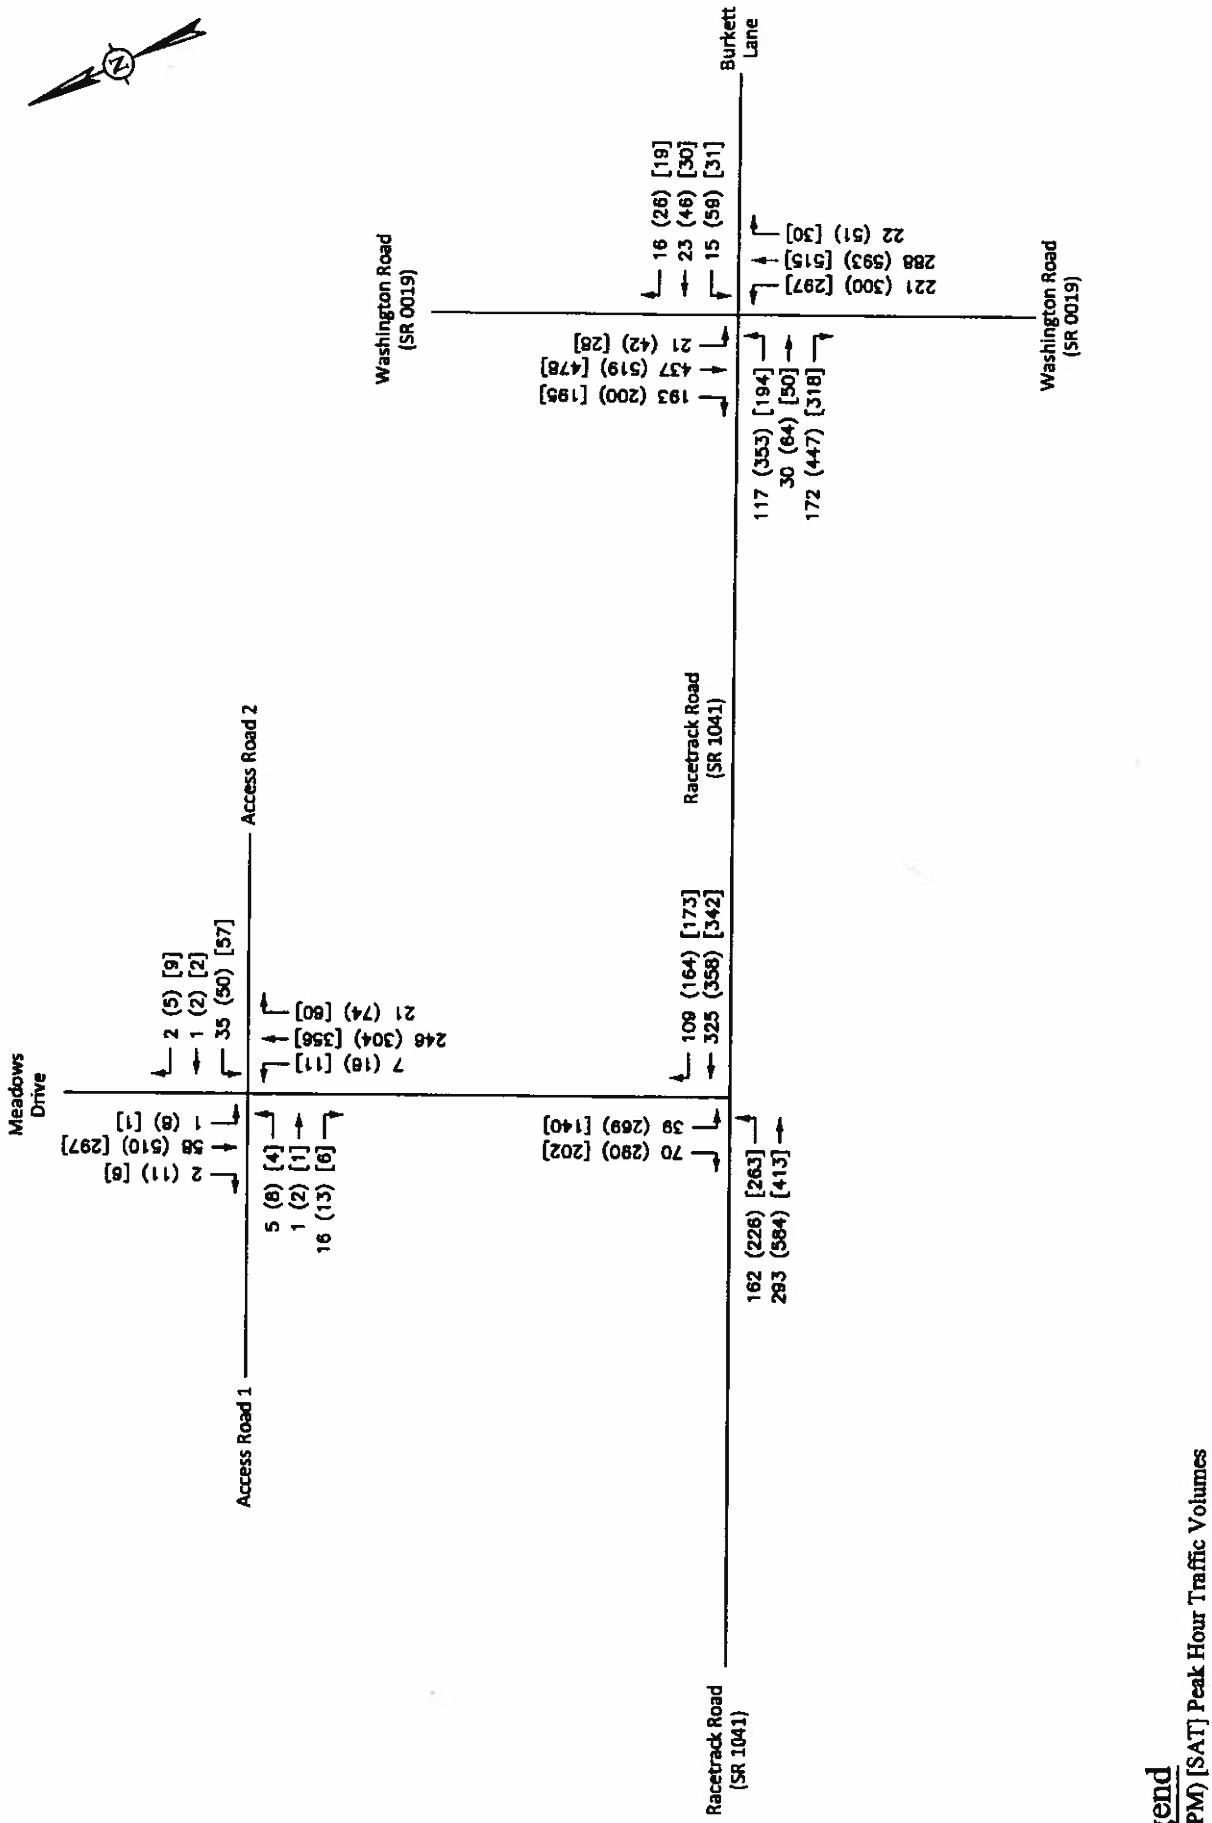 N
Burkett
Lane
Washington Road
(SR 0019)
16 (26) [19]
23 (46) [30]
15 (59) [31]
21 (42) [28]
437 (519) [478]
193 (200) [195]
22 (51) [30]
288 (593) [515]
221 (300) [297]
117 (353) [194]
30 (64) [50]
172 (447) [318]
Washington Road
(SR 0019)
Meadows
Drive
Access Road 2
2 (5) [9]
1 (2) [2]
35 (50) [57]
1 (8) [1]
58 (510) [297]
2 (11) [6]
21 (74) [60]
246 (304) [356]
7 (18) [11]
5 (8) [4]
1 (2) [1]
16 (13) [6]
Access Road 1
Racetrack Road
(SR 1041)
109 (164) [173]
325 (358) [342]
39 (269) [140]
70 (290) [202]
162 (226) [263]
293 (584) [413]
Racetrack Road
(SR 1041)
end
PM) [SAT] Peak Hour Traffic Volumes